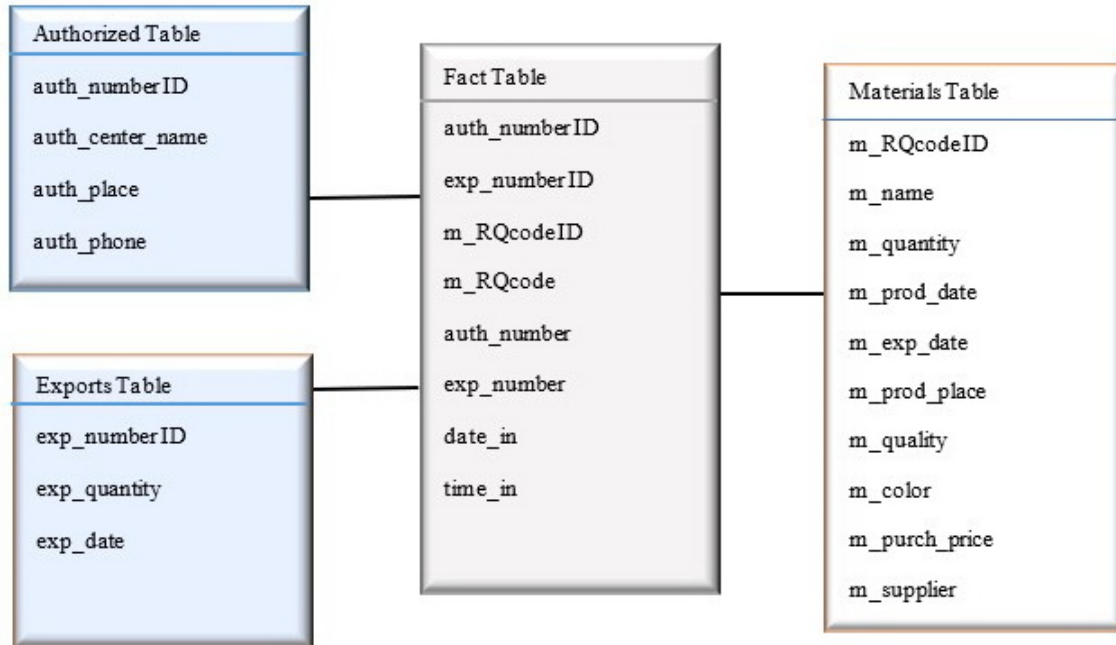 Authorized Table
auth_numberID
auth_center_name
auth_place
auth_phone
Exports Table
exp_numberID
exp_quantity
exp_date
Fact Table
auth_numberID
exp_numberID
m_RQcodeID
m_RQcode
auth_number
exp_number
date_in
time_in
Materials Table
m_RQcodeID
m_name
m_quantity
m_prod_date
m_exp_date
m_prod_place
m_quality
m_color
m_purch_price
m_supplier